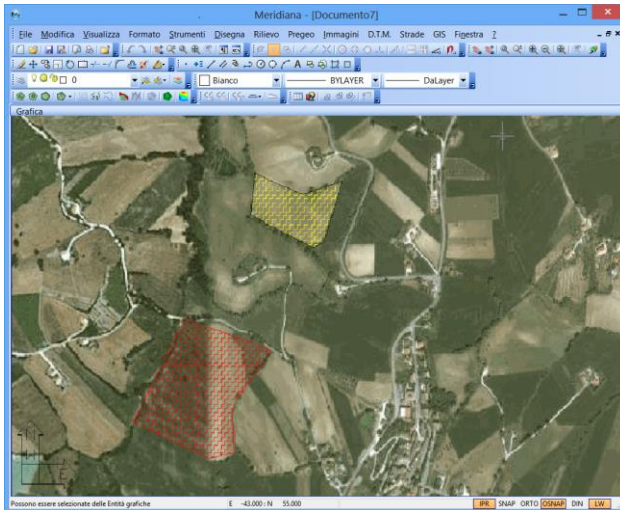 Meridiana - [Documento7]
File Modifica Visualizza Formato Strumenti Disegna Rilievo Pregeo Immagini D.T.M. Strade GIS Finestra ?
0 Bianco BYLAYER DaLayer
Grafica
Possono essere selezionate delle Entità grafiche E -43.000 : N 55.000 IPR SNAP ORTO OSNAP DIN LW